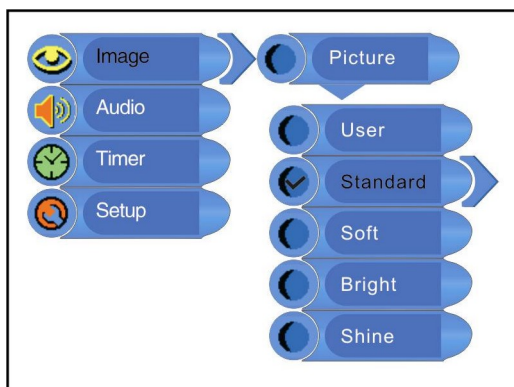 Image
Audio
Timer
Setup
Picture
User
Standard
Soft
Bright
Shine